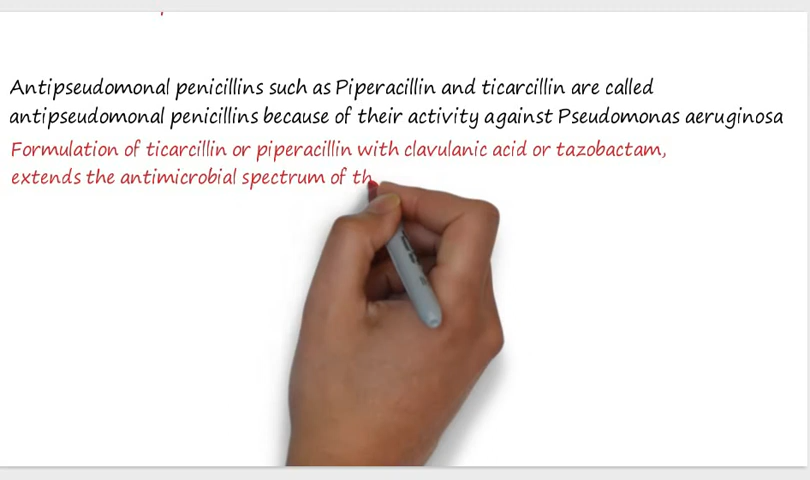 Antipseudomonal penicillins such as Piperacillin and ticarcillin are called
antipseudomonal penicillins because of their activity against Pseudomonas aeruginosa
Formulation of ticarcillin or piperacillin with clavulanic acid or tazobactam,
extends the antimicrobial spectrum of th